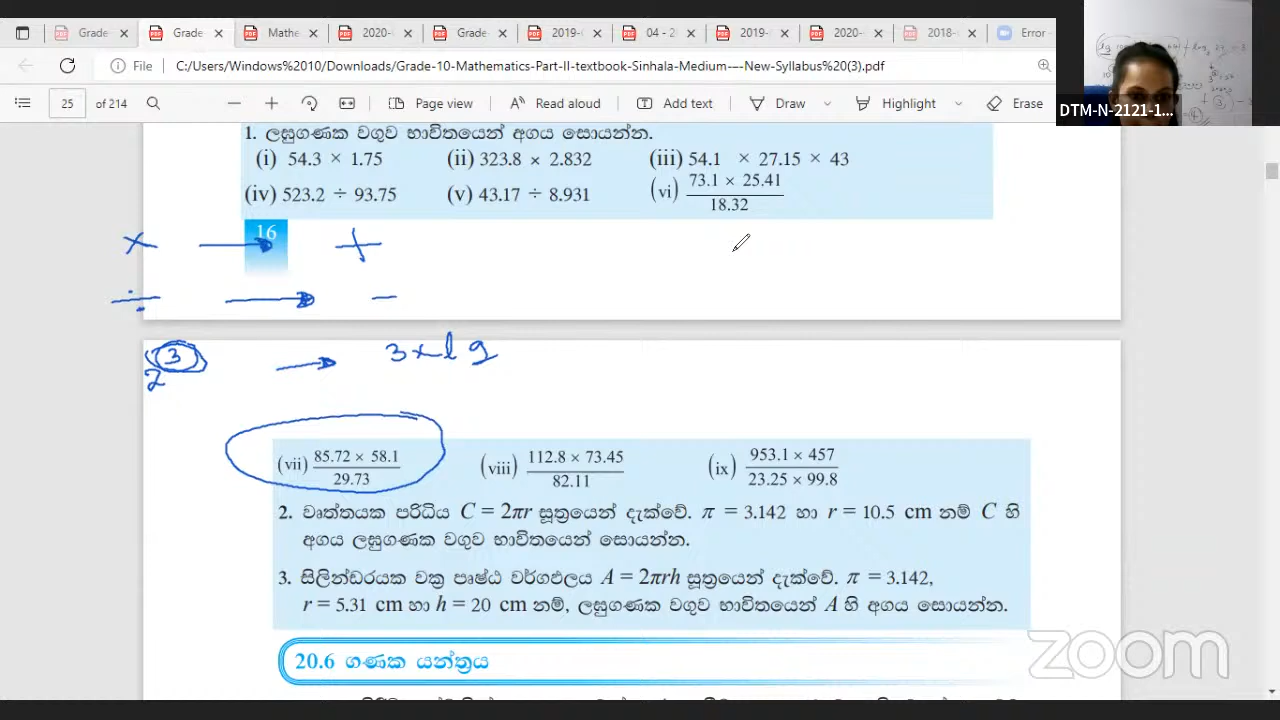 Grade
Grade
Mathe
2020-
Grade
2019-
04 - 2
2019-
2020-
2018-
Error -
File C:/Users/Windows%2010/Downloads/Grade-10-Mathematics-Part-II-textbook-Sinhala-Medium-–-New-Syllabus%20(3).pdf
25 of 214 Page view Read aloud Add text Draw Highlight Erase
DTM-N-2121-1...
1. ලඝුගණක වගුව භාවිතයෙන් අගය සොයන්න.
(i) 54.3 × 1.75 (ii) 323.8 × 2.832 (iii) 54.1 × 27.15 × 43
(iv) 523.2 ÷ 93.75 (v) 43.17 ÷ 8.931 (vi) 73.1 × 25.41 / 18.32
16
× → +
÷ → −
2^3 → 3×lg
(vii) 85.72 × 58.1 / 29.73 (viii) 112.8 × 73.45 / 82.11 (ix) 953.1 × 457 / 23.25 × 99.8
2. වෘත්තයක පරිධිය C = 2πr සූත්‍රයෙන් දැක්වේ. π = 3.142 හා r = 10.5 cm නම් C හි
අගය ලඝුගණක වගුව භාවිතයෙන් සොයන්න.
3. සිලින්ඩරයක වක්‍ර පෘෂ්ඨ වර්ගඵලය A = 2πrh සූත්‍රයෙන් දැක්වේ. π = 3.142,
r = 5.31 cm හා h = 20 cm නම්, ලඝුගණක වගුව භාවිතයෙන් A හි අගය සොයන්න.
20.6 ගණක යන්ත්‍රය
zoom